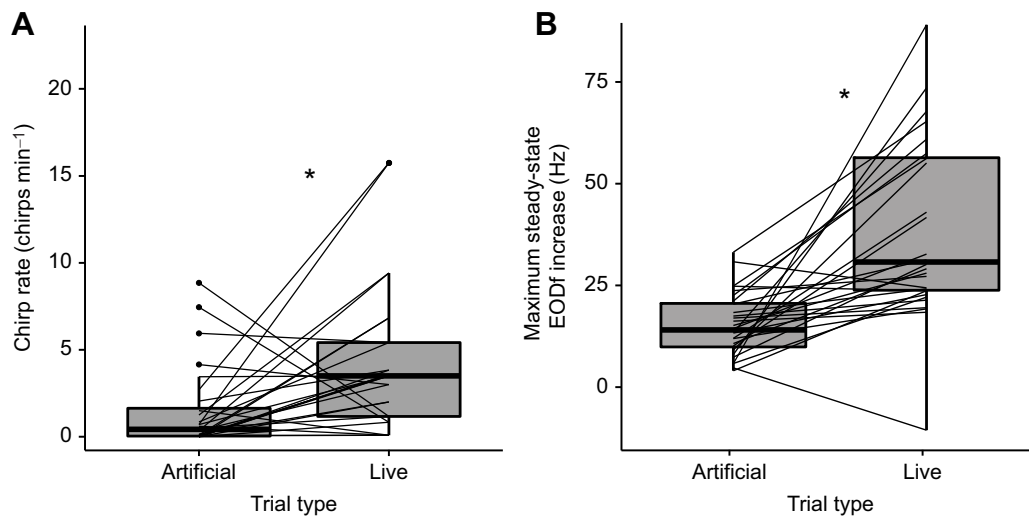 A
Chirp rate (chirps min⁻¹)
20
15
10
5
0
*
Artificial
Live
Trial type
B
Maximum steady-state
EODf increase (Hz)
75
50
25
0
*
Artificial
Live
Trial type